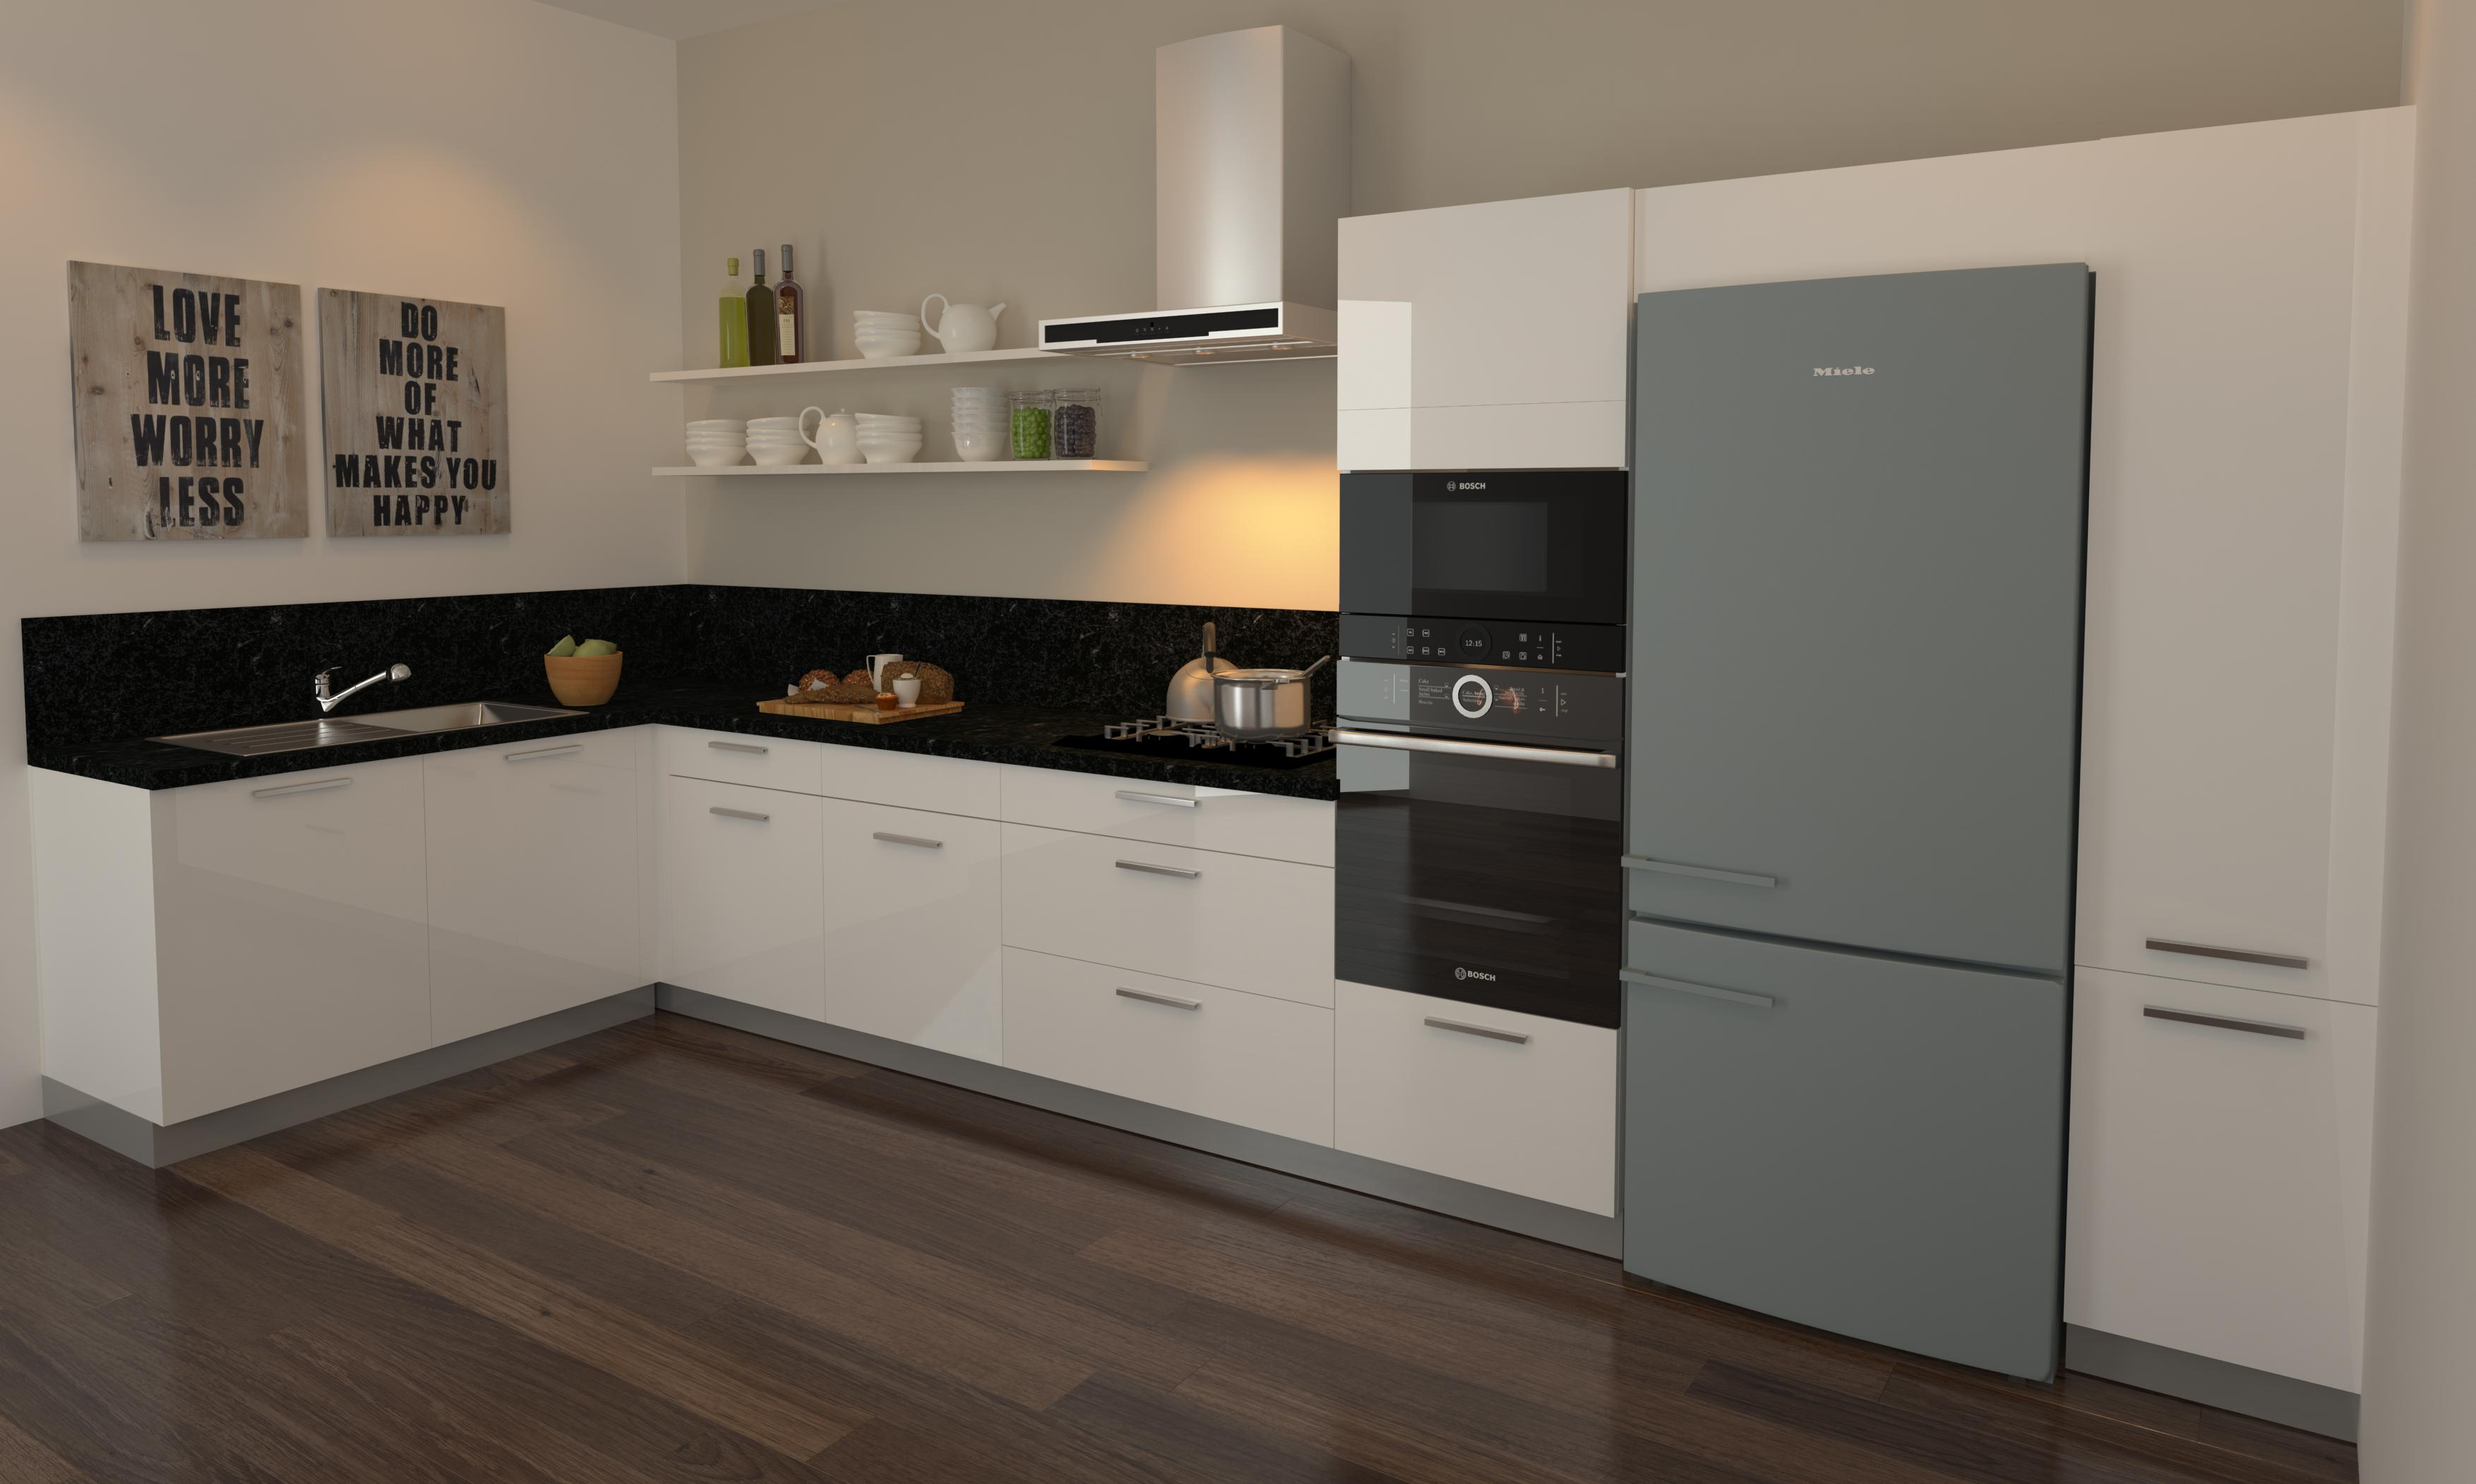 LOVE
MORE
WORRY
LESS
DO
MORE
OF
WHAT
MAKES YOU
HAPPY
Miele
BOSCH
12:15
BOSCH